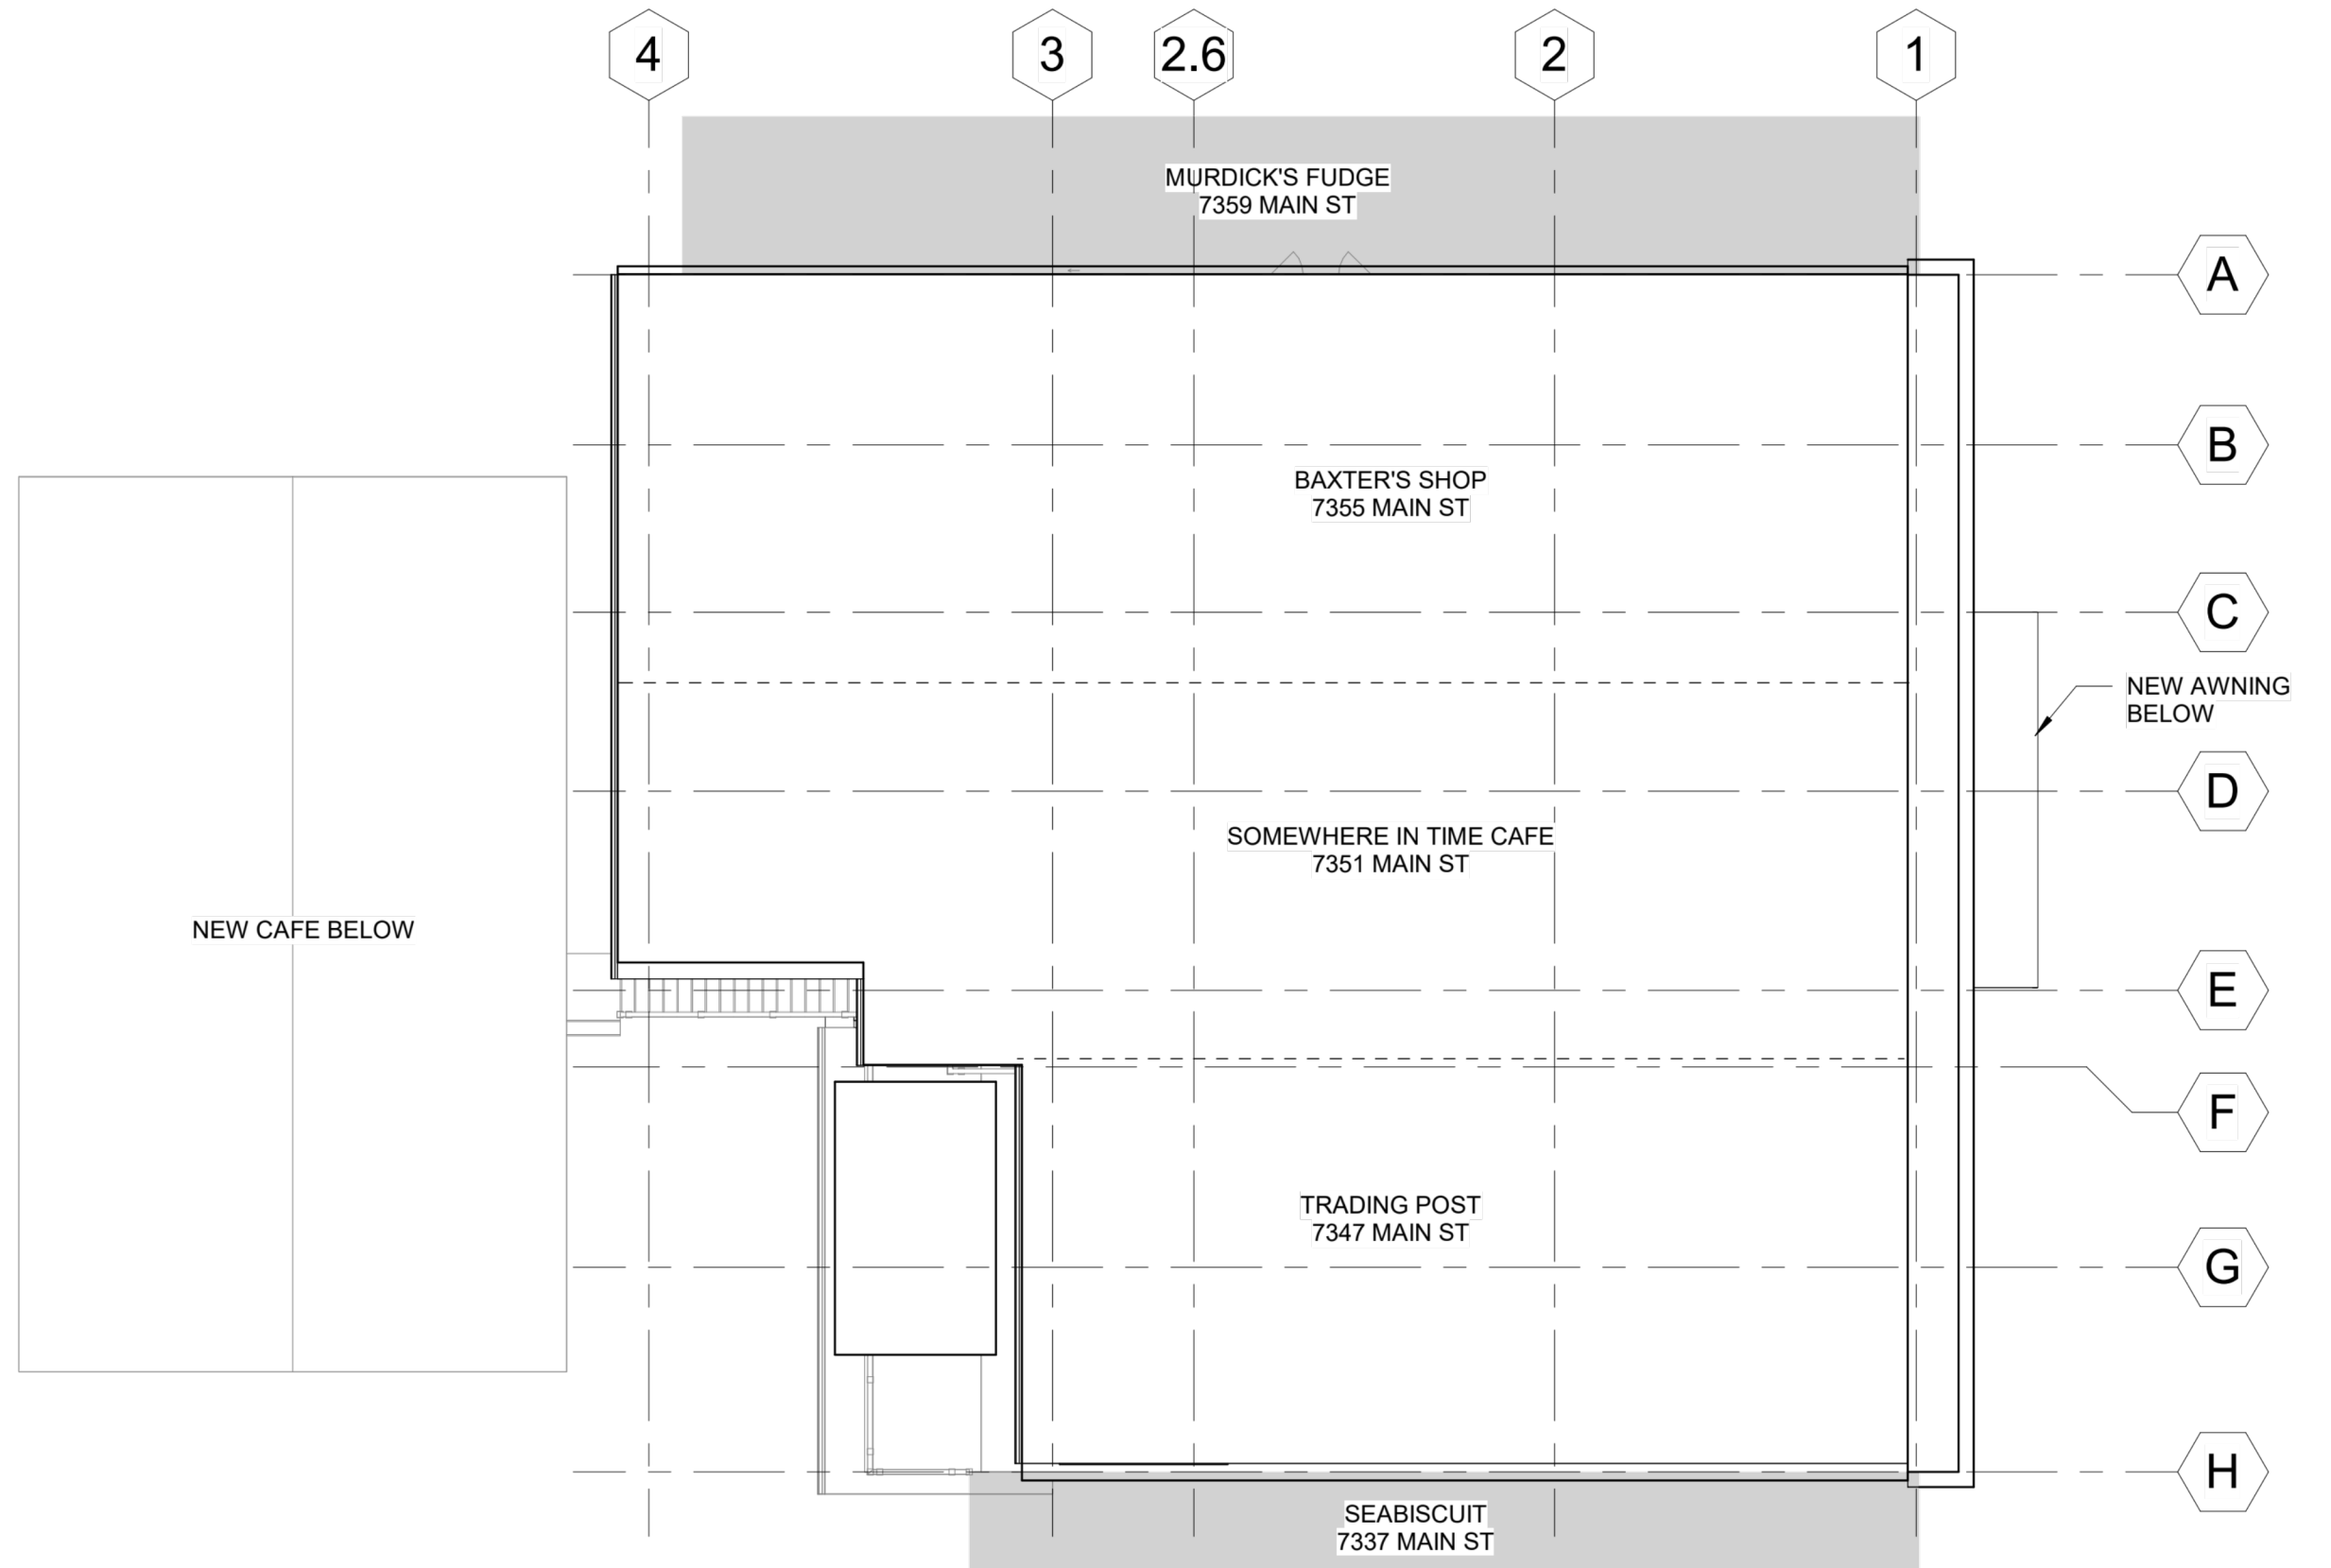 4
3
2.6
2
1
MURDICK'S FUDGE
7359 MAIN ST
A
B
BAXTER'S SHOP
7355 MAIN ST
C
NEW AWNING
BELOW
D
SOMEWHERE IN TIME CAFE
7351 MAIN ST
NEW CAFE BELOW
E
F
TRADING POST
7347 MAIN ST
G
H
SEABISCUIT
7337 MAIN ST